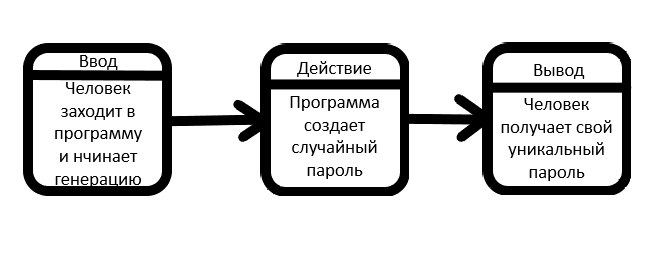 Ввод
Человек
заходит в
программу
и нчинает
генерацию
Действие
Программа
создает
случайный
пароль
Вывод
Человек
получает свой
уникальный
пароль